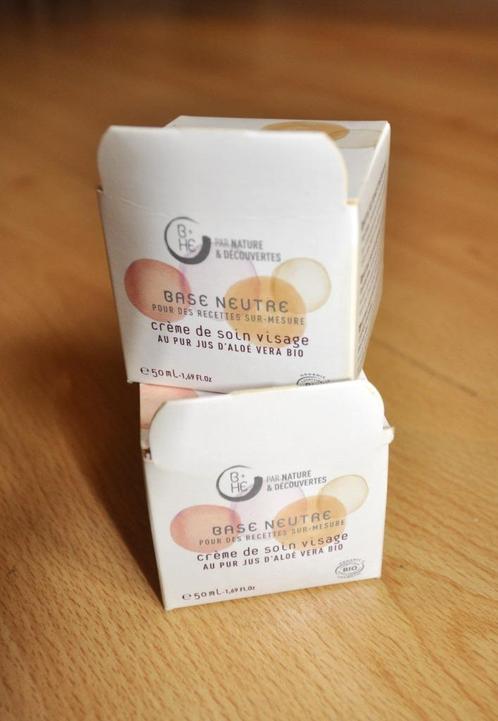 B+
HE
PAR NATURE
& DÉCOUVERTES
BASE NEUTRE
POUR DES RECETTES SUR-MESURE
crème de soin visage
AU PUR JUS D'ALOÉ VERA BIO
℮50mL-1,69 Fl.Oz
B+
HE
PAR NATURE
& DÉCOUVERTES
BASE NEUTRE
POUR DES RECETTES SUR-MESURE
crème de soin visage
AU PUR JUS D'ALOÉ VERA BIO
BIO
℮50mL-1,69 Fl.Oz